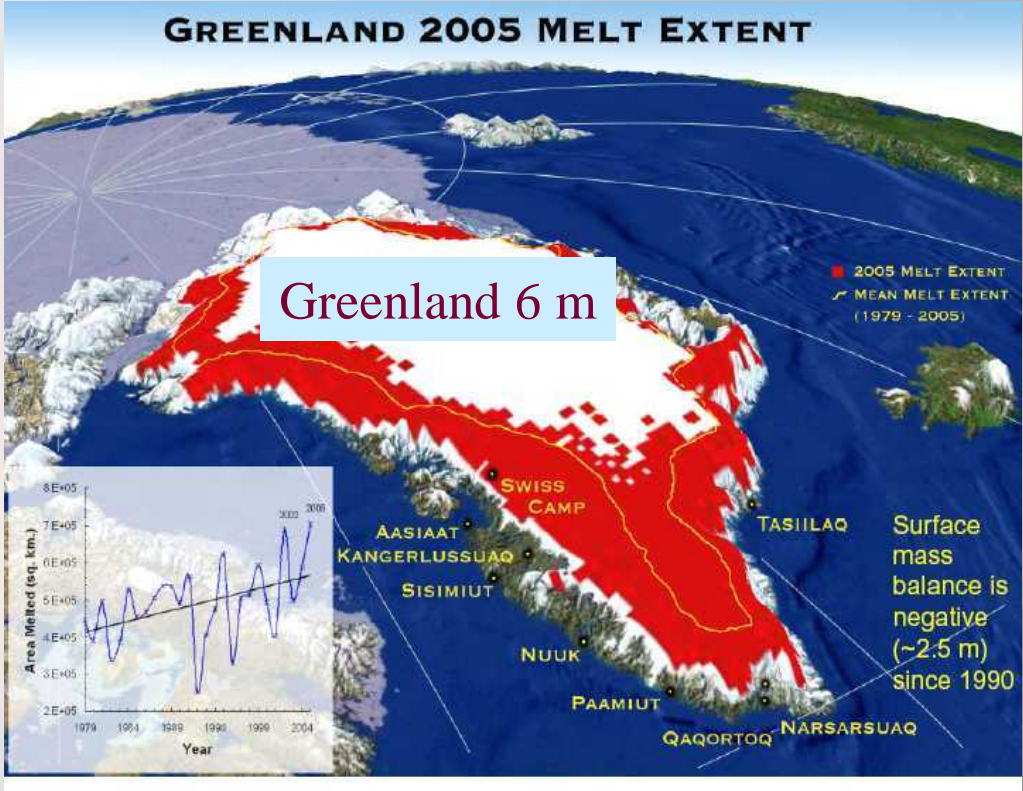 GREENLAND 2005 MELT EXTENT
Greenland 6 m
2005 MELT EXTENT
MEAN MELT EXTENT
(1979 - 2005)
SWISS
CAMP
AASIAAT
KANGERLUSSUAQ
SISIMIUT
NUUK
PAAMIUT
QAQORTOQ
NARSARSUAQ
TASIILAQ
Surface
mass
balance is
negative
(~2.5 m)
since 1990
8E+05
7E+05
6E+05
5E+05
4E+05
3E+05
2E+05
Area Melted (sq. km.)
1979 1984 1989 1999 2004
Year